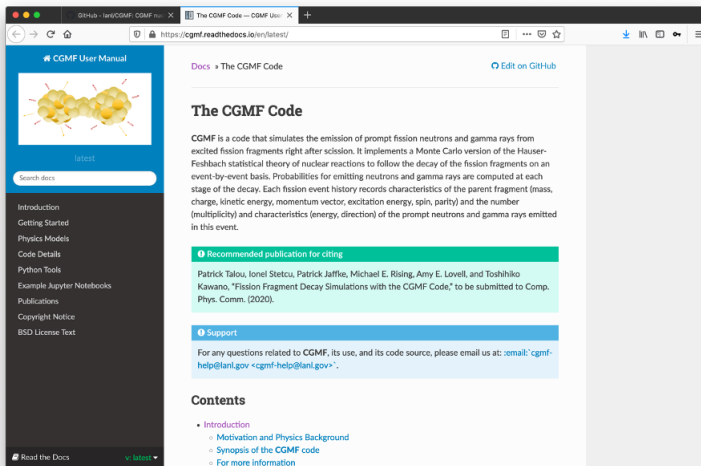 GitHub - lanl/CGMF: CGMF nuc
The CGMF Code — CGMF User
https://cgmf.readthedocs.io/en/latest/
CGMF User Manual
latest
Search docs
Introduction
Getting Started
Physics Models
Code Details
Python Tools
Example Jupyter Notebooks
Publications
Copyright Notice
BSD License Text
Read the Docs
v: latest
Docs » The CGMF Code
Edit on GitHub
The CGMF Code
CGMF is a code that simulates the emission of prompt fission neutrons and gamma rays from
excited fission fragments right after scission. It implements a Monte Carlo version of the Hauser-
Feshbach statistical theory of nuclear reactions to follow the decay of the fission fragments on an
event-by-event basis. Probabilities for emitting neutrons and gamma rays are computed at each
stage of the decay. Each fission event history records characteristics of the parent fragment (mass,
charge, kinetic energy, momentum vector, excitation energy, spin, parity) and the number
(multiplicity) and characteristics (energy, direction) of the prompt neutrons and gamma rays emitted
in this event.
Recommended publication for citing
Patrick Talou, Ionel Stetcu, Patrick Jaffke, Michael E. Rising, Amy E. Lovell, and Toshihiko
Kawano, “Fission Fragment Decay Simulations with the CGMF Code,” to be submitted to Comp.
Phys. Comm. (2020).
Support
For any questions related to CGMF, its use, and its code source, please email us at: :email:`cgmf-
help@lanl.gov <cgmf-help@lanl.gov>`.
Contents
Introduction
Motivation and Physics Background
Synopsis of the CGMF code
For more information